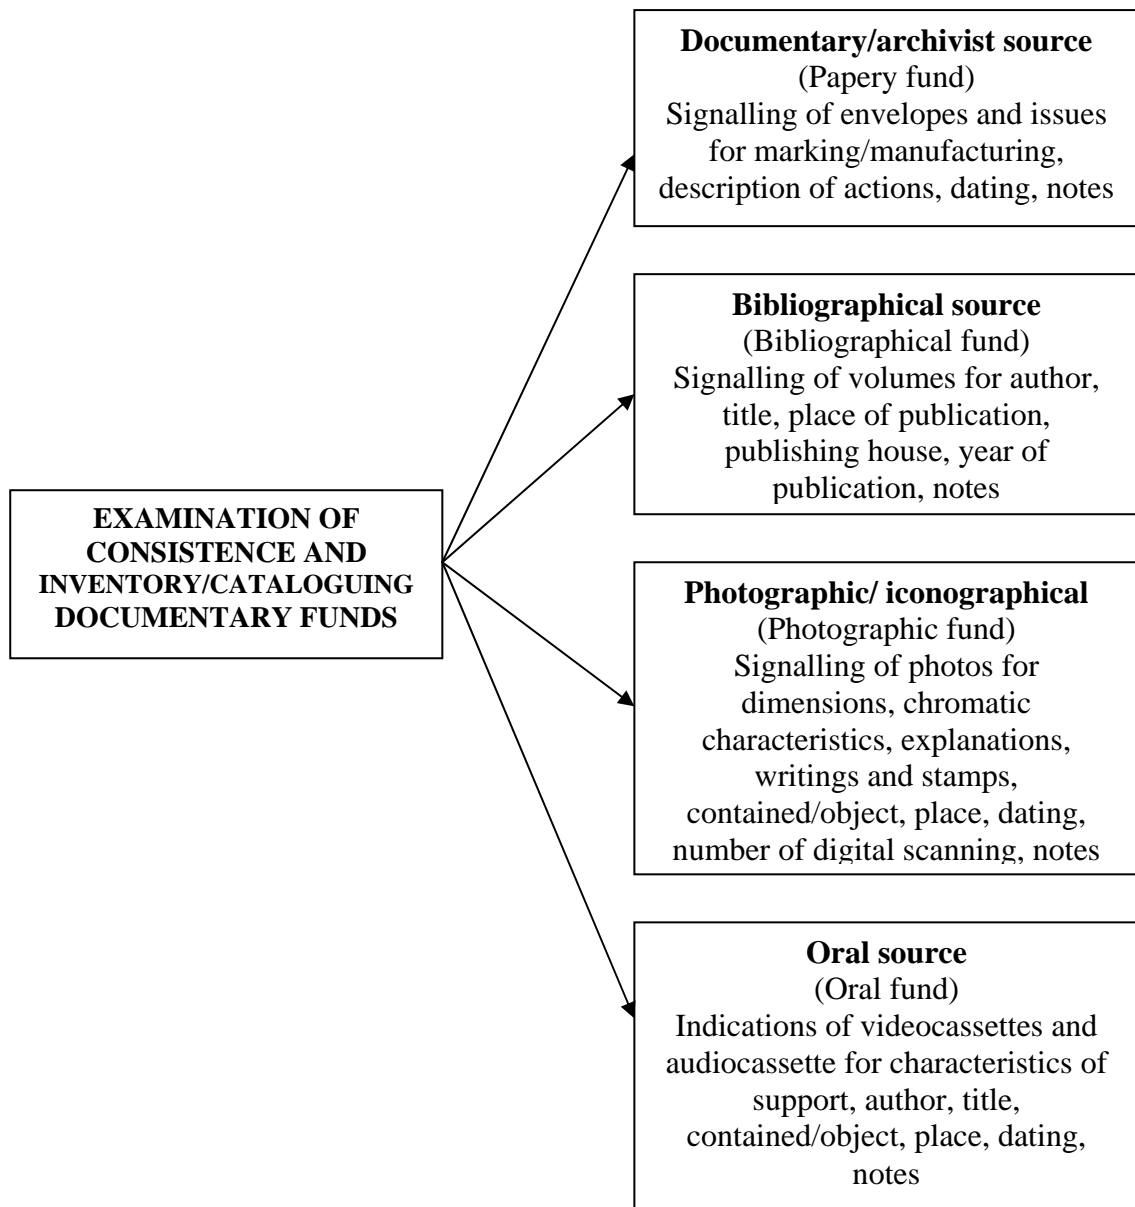 Documentary/archivist source
(Papery fund)
Signalling of envelopes and issues
for marking/manufacturing,
description of actions, dating, notes
Bibliographical source
(Bibliographical fund)
Signalling of volumes for author,
title, place of publication,
publishing house, year of
publication, notes
EXAMINATION OF
CONSISTENCE AND
INVENTORY/CATALOGUING
DOCUMENTARY FUNDS
Photographic/ iconographical
(Photographic fund)
Signalling of photos for
dimensions, chromatic
characteristics, explanations,
writings and stamps,
contained/object, place, dating,
number of digital scanning, notes
Oral source
(Oral fund)
Indications of videocassettes and
audiocassette for characteristics of
support, author, title,
contained/object, place, dating,
notes